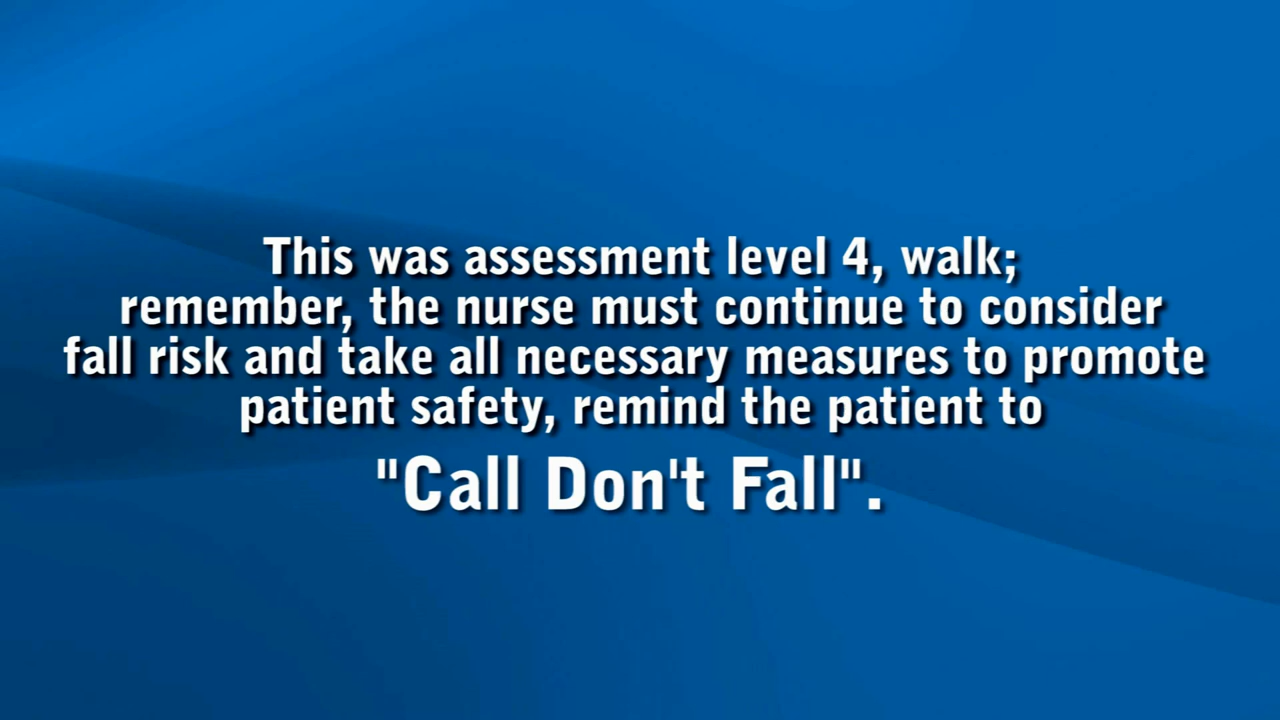 This was assessment level 4, walk;
remember, the nurse must continue to consider
fall risk and take all necessary measures to promote
patient safety, remind the patient to
"Call Don't Fall".